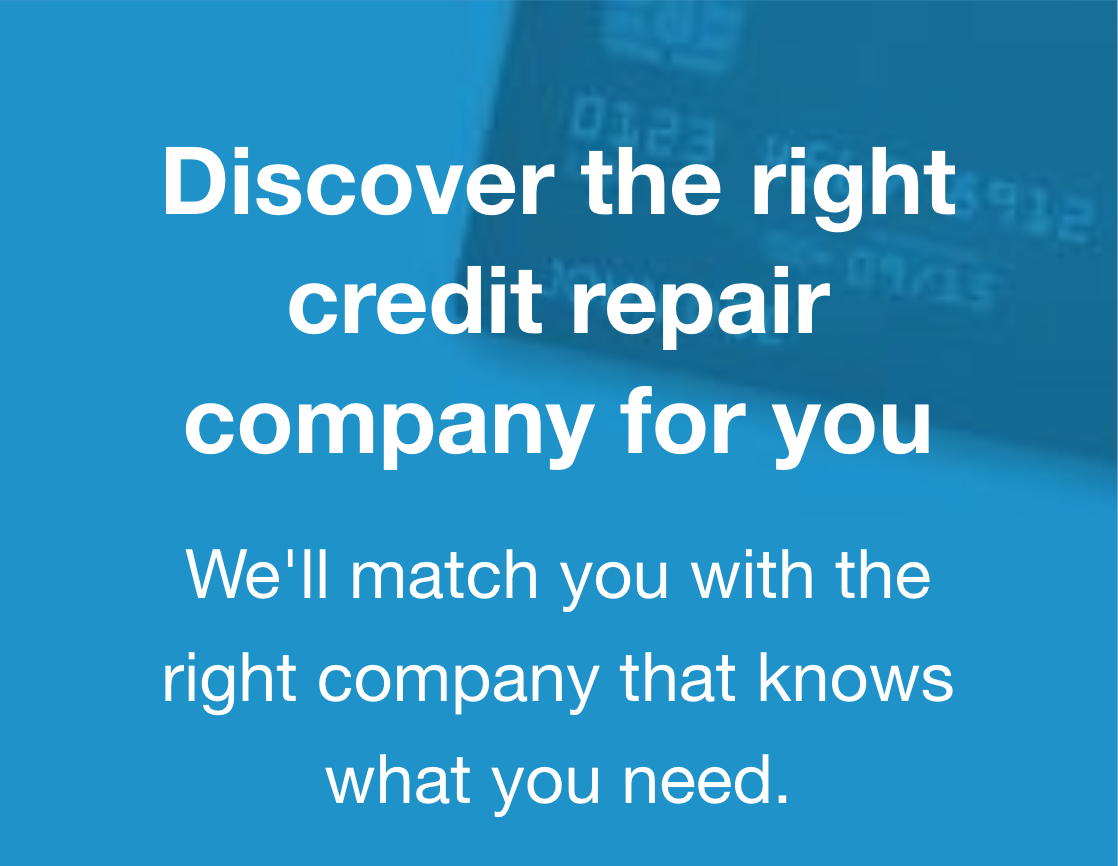 Discover the right
credit repair
company for you
We'll match you with the
right company that knows
what you need.